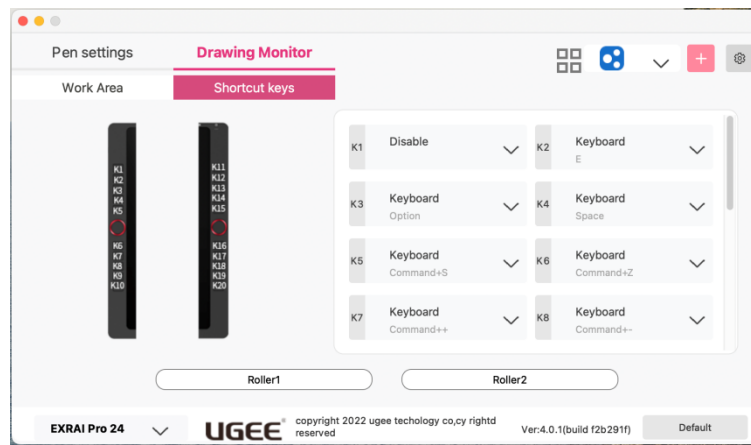 Pen settings
Drawing Monitor
Work Area
Shortcut keys
K1
K2
K3
K4
K5
K6
K7
K8
K9
K10
K11
K12
K13
K14
K15
K16
K17
K18
K19
K20
K1 Disable
K2 Keyboard
E
K3 Keyboard
Option
K4 Keyboard
Space
K5 Keyboard
Command+S
K6 Keyboard
Command+Z
K7 Keyboard
Command++
K8 Keyboard
Command+-
Roller1
Roller2
EXRAI Pro 24
UGEE®
copyright 2022 ugee techology co,cy rightd
reserved
Ver:4.0.1(build f2b291f)
Default